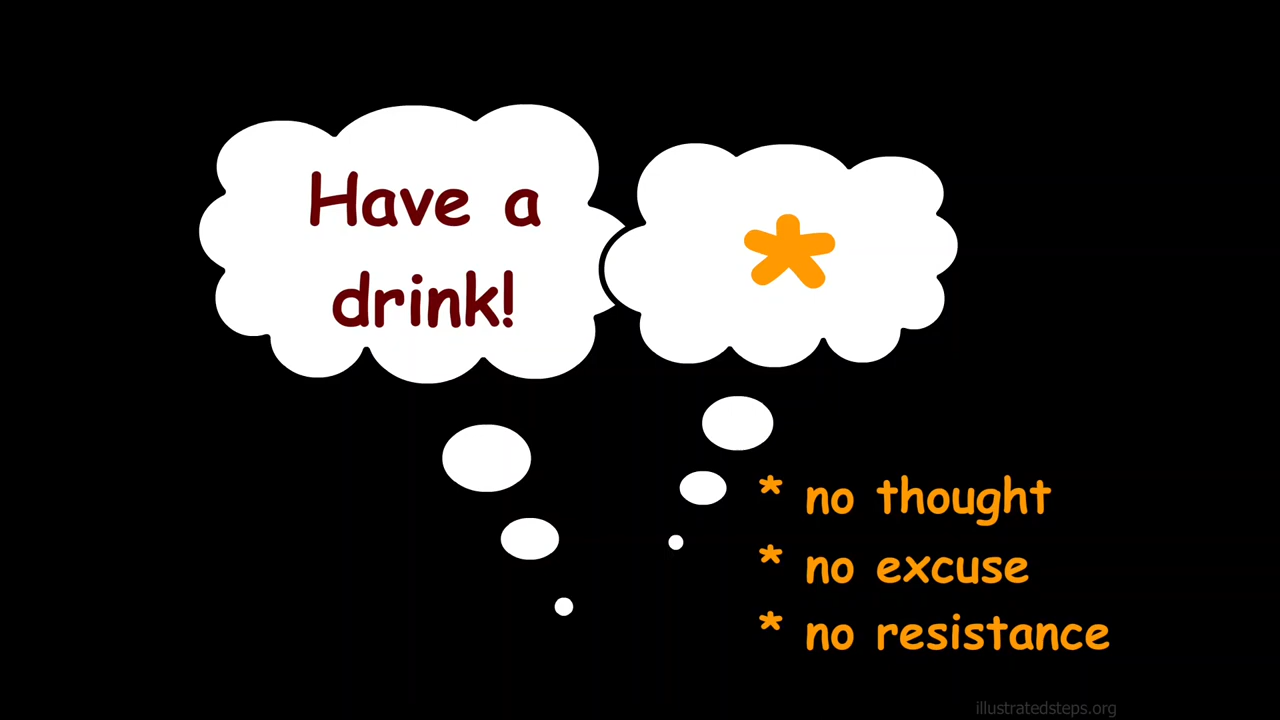 Have a
drink!
*
* no thought
* no excuse
* no resistance
illustratedsteps.org